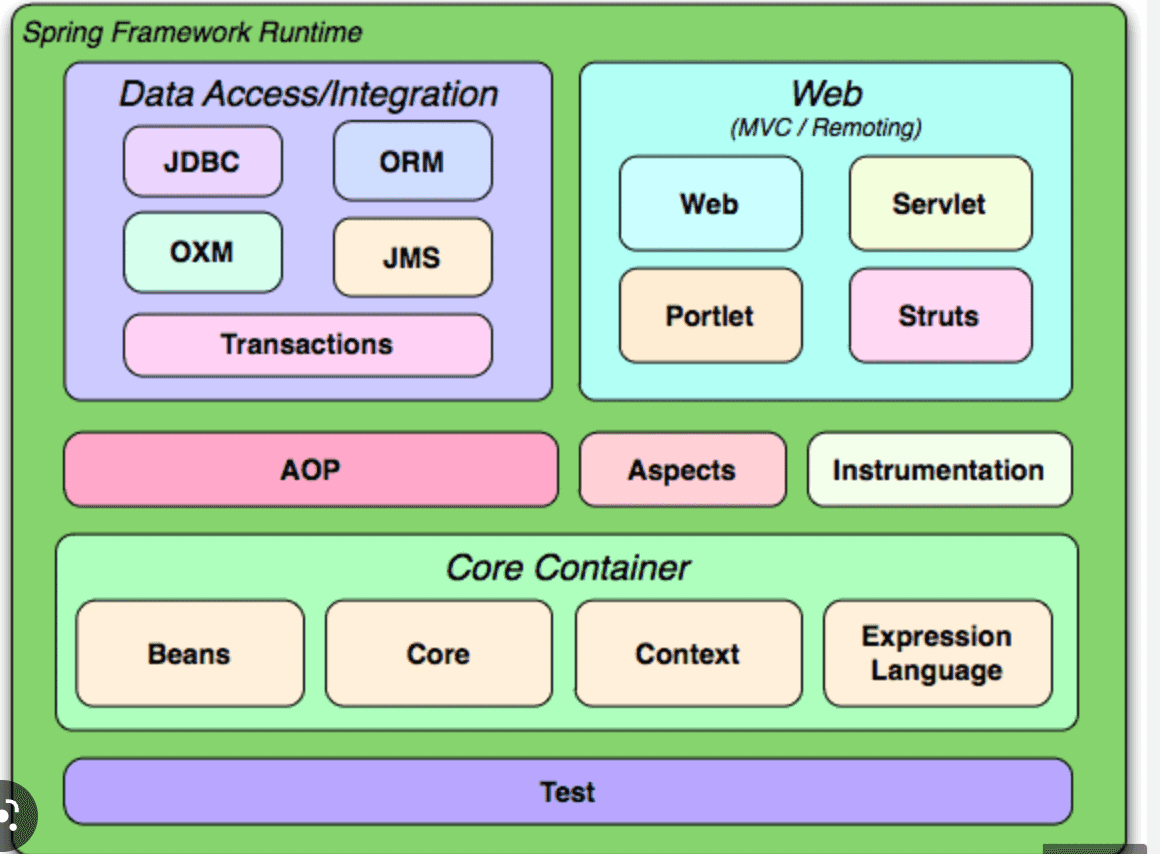 Spring Framework Runtime
Data Access/Integration
JDBC
ORM
OXM
JMS
Transactions
Web
(MVC / Remoting)
Web
Servlet
Portlet
Struts
AOP
Aspects
Instrumentation
Core Container
Beans
Core
Context
Expression
Language
Test